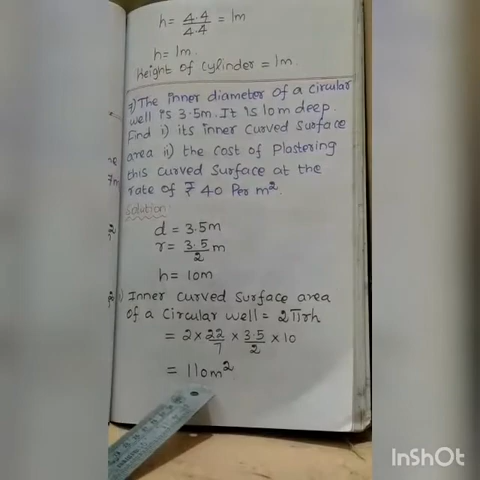 h = 4.4/4.4 = 1m
h = 1m.
Height of cylinder = 1m.
7) The inner diameter of a circular
well is 3.5m. It is 10m deep.
Find i) its inner curved surface
area ii) the cost of plastering
this curved surface at the
rate of ₹ 40 Per m².
Solution:
d = 3.5m
r = 3.5/2 m
h = 10m
i) Inner curved surface area
of a circular well = 2πrh
= 2 × 22/7 × 3.5/2 × 10
= 110m²
InShOt